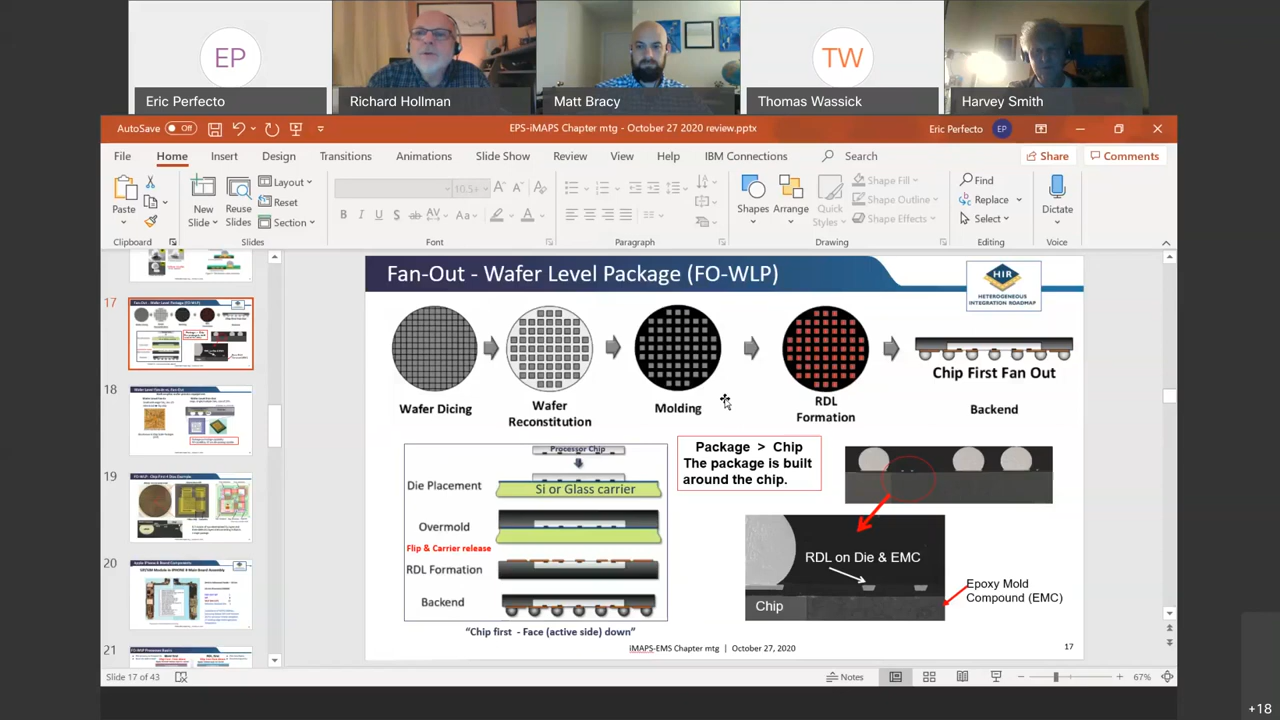 EP
TW
Eric Perfecto
Richard Hollman
Matt Bracy
Thomas Wassick
Harvey Smith
AutoSave
Off
EPS-iMAPS Chapter mtg - October 27 2020 review.pptx
Eric Perfecto
EP
File
Home
Insert
Design
Transitions
Animations
Slide Show
Review
View
Help
IBM Connections
Search
Share
Comments
Paste
New
Slides
Reuse
Slides
Layout
Reset
Section
10.5+
Shapes
Arrange
Quick
Styles
Shape Fill
Shape Outline
Shape Effects
Find
Replace
Select
Dictate
Clipboard
Slides
Font
Paragraph
Drawing
Editing
Voice
17
18
19
20
21
Fan-Out - Wafer Level Package (FO-WLP)
HIR
HETEROGENEOUS
INTEGRATION ROADMAP
Wafer Dicing
Wafer
Reconstitution
Molding
RDL
Formation
Chip First Fan Out
Backend
Processor Chip
Die Placement
Si or Glass carrier
Overmold
Flip & Carrier release
RDL Formation
Backend
"Chip first - Face (active side) down"
Package > Chip
The package is built
around the chip.
RDL on Die & EMC
Chip
Epoxy Mold
Compound (EMC)
iMAPS-EMS Chapter mtg | October 27, 2020
17
Slide 17 of 43
Notes
67%
+18